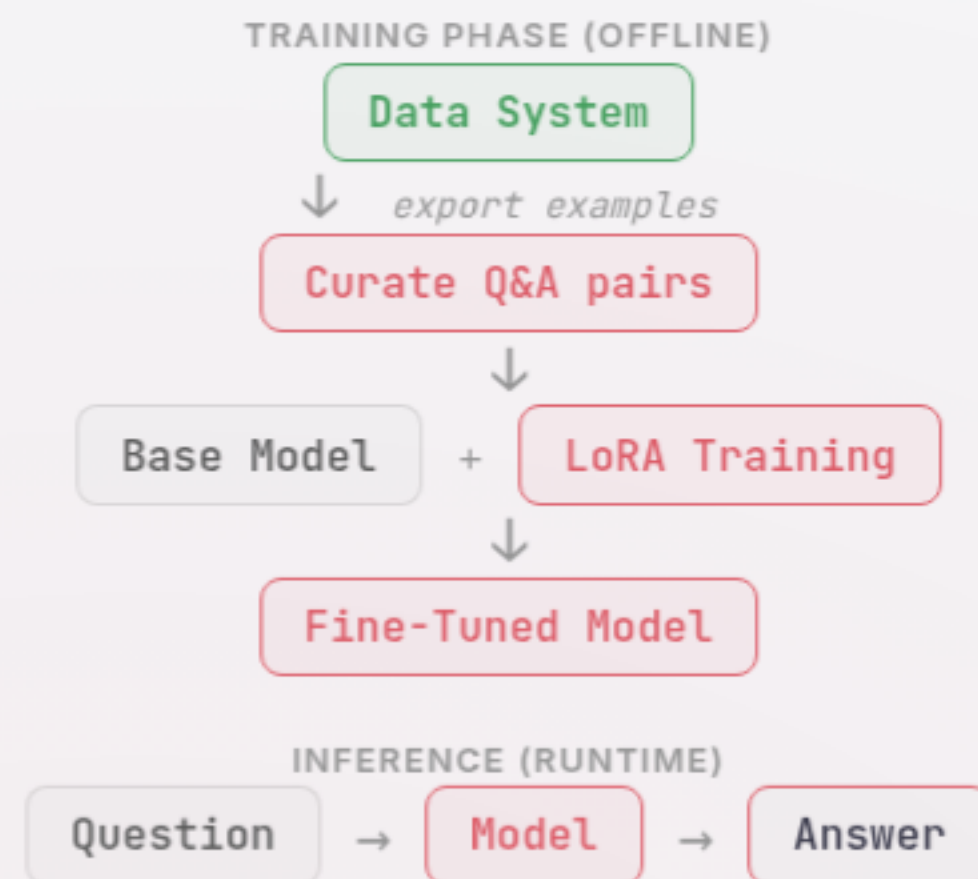 TRAINING PHASE (OFFLINE)
Data System
↓ export examples
Curate Q&A pairs
↓
Base Model + LoRA Training
↓
Fine-Tuned Model
INFERENCE (RUNTIME)
Question → Model → Answer